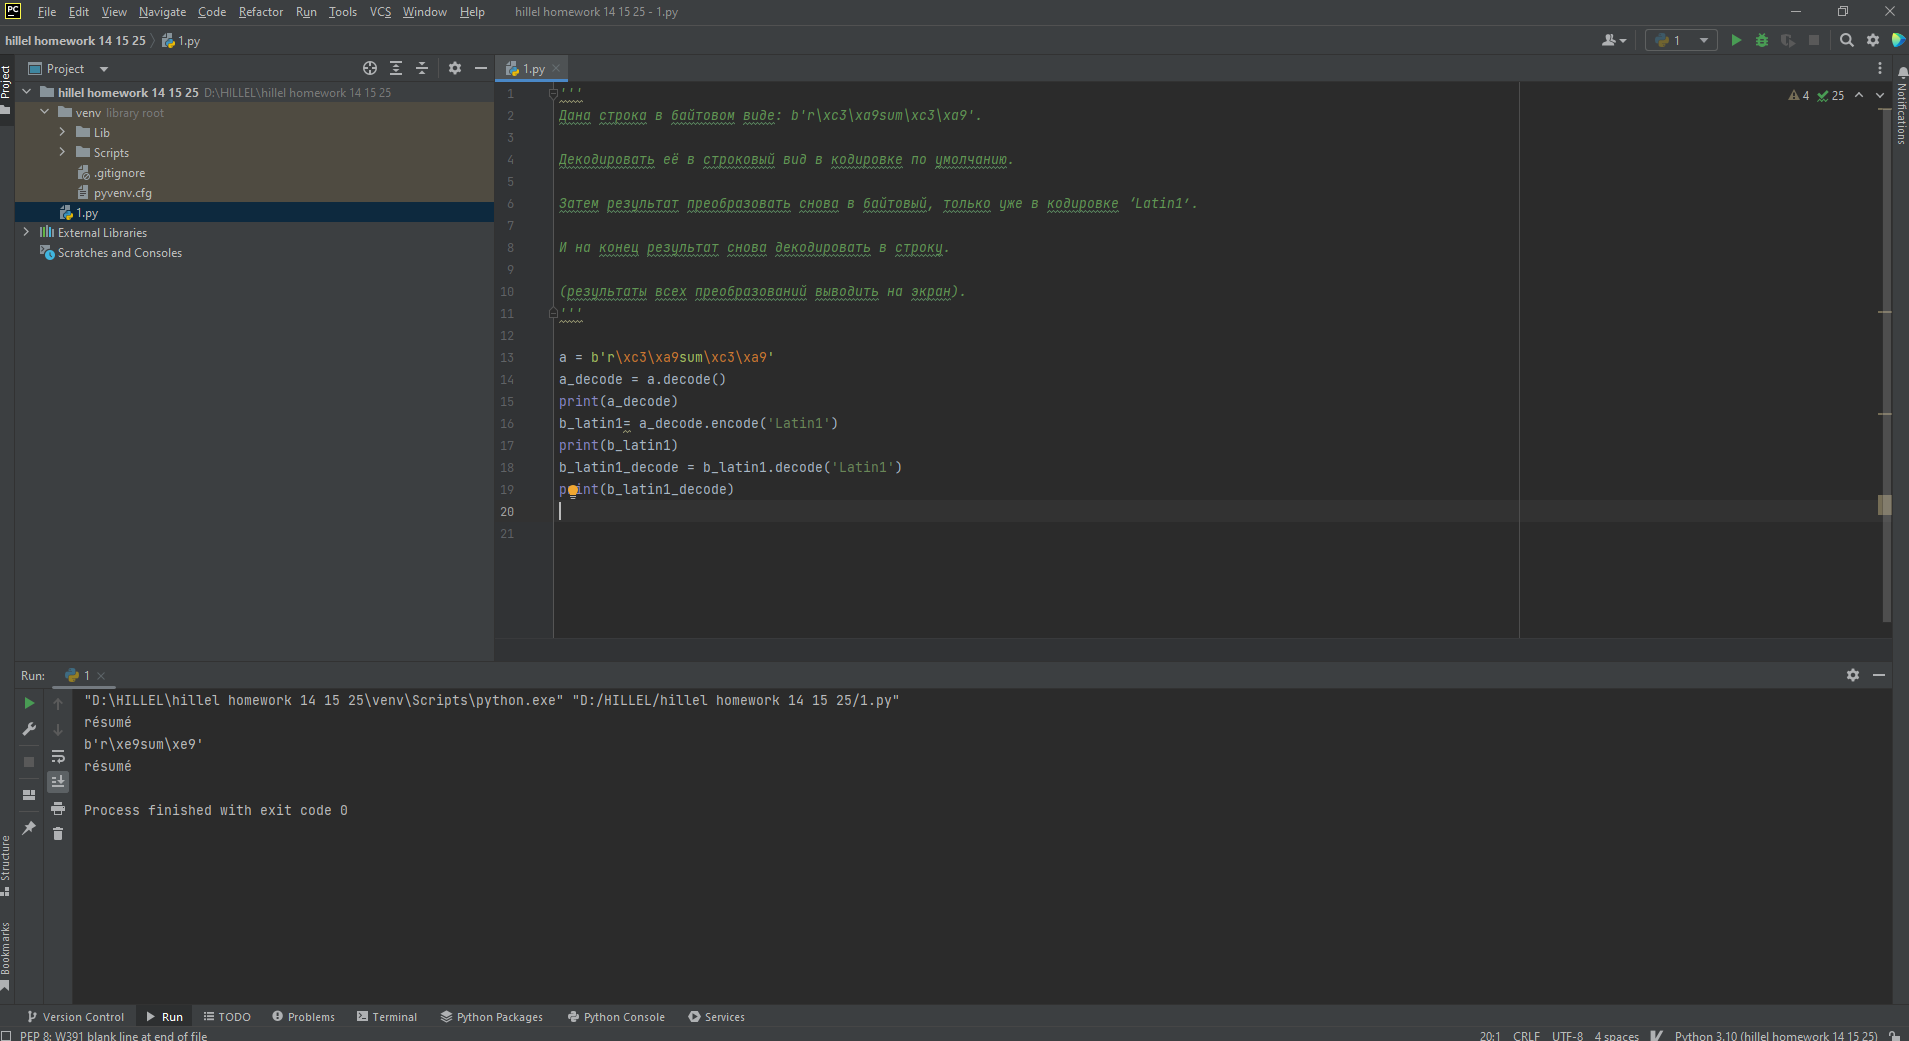 File Edit View Navigate Code Refactor Run Tools VCS Window Help hillel homework 14 15 25 - 1.py
hillel homework 14 15 25 1.py
1
Project
Project
hillel homework 14 15 25 D:\HILLEL\hillel homework 14 15 25
venv library root
Lib
Scripts
.gitignore
pyvenv.cfg
1.py
External Libraries
Scratches and Consoles
1.py
4 25
Notifications
1 '''
2 Дана строка в байтовом виде: b'r\xc3\xa9sum\xc3\xa9'.
3
4 Декодировать её в строковый вид в кодировке по умолчанию.
5
6 Затем результат преобразовать снова в байтовый, только уже в кодировке ‘Latin1’.
7
8 И на конец результат снова декодировать в строку.
9
10 (результаты всех преобразований выводить на экран).
11 '''
12
13 a = b'r\xc3\xa9sum\xc3\xa9'
14 a_decode = a.decode()
15 print(a_decode)
16 b_latin1= a_decode.encode('Latin1')
17 print(b_latin1)
18 b_latin1_decode = b_latin1.decode('Latin1')
19 print(b_latin1_decode)
20
21
Run: 1
"D:\HILLEL\hillel homework 14 15 25\venv\Scripts\python.exe" "D:/HILLEL/hillel homework 14 15 25/1.py"
résumé
b'r\xe9sum\xe9'
résumé
Process finished with exit code 0
Structure
Bookmarks
Version Control Run TODO Problems Terminal Python Packages Python Console Services
PEP 8: W391 blank line at end of file 20:1 CRLF UTF-8 4 spaces Python 3.10 (hillel homework 14 15 25)